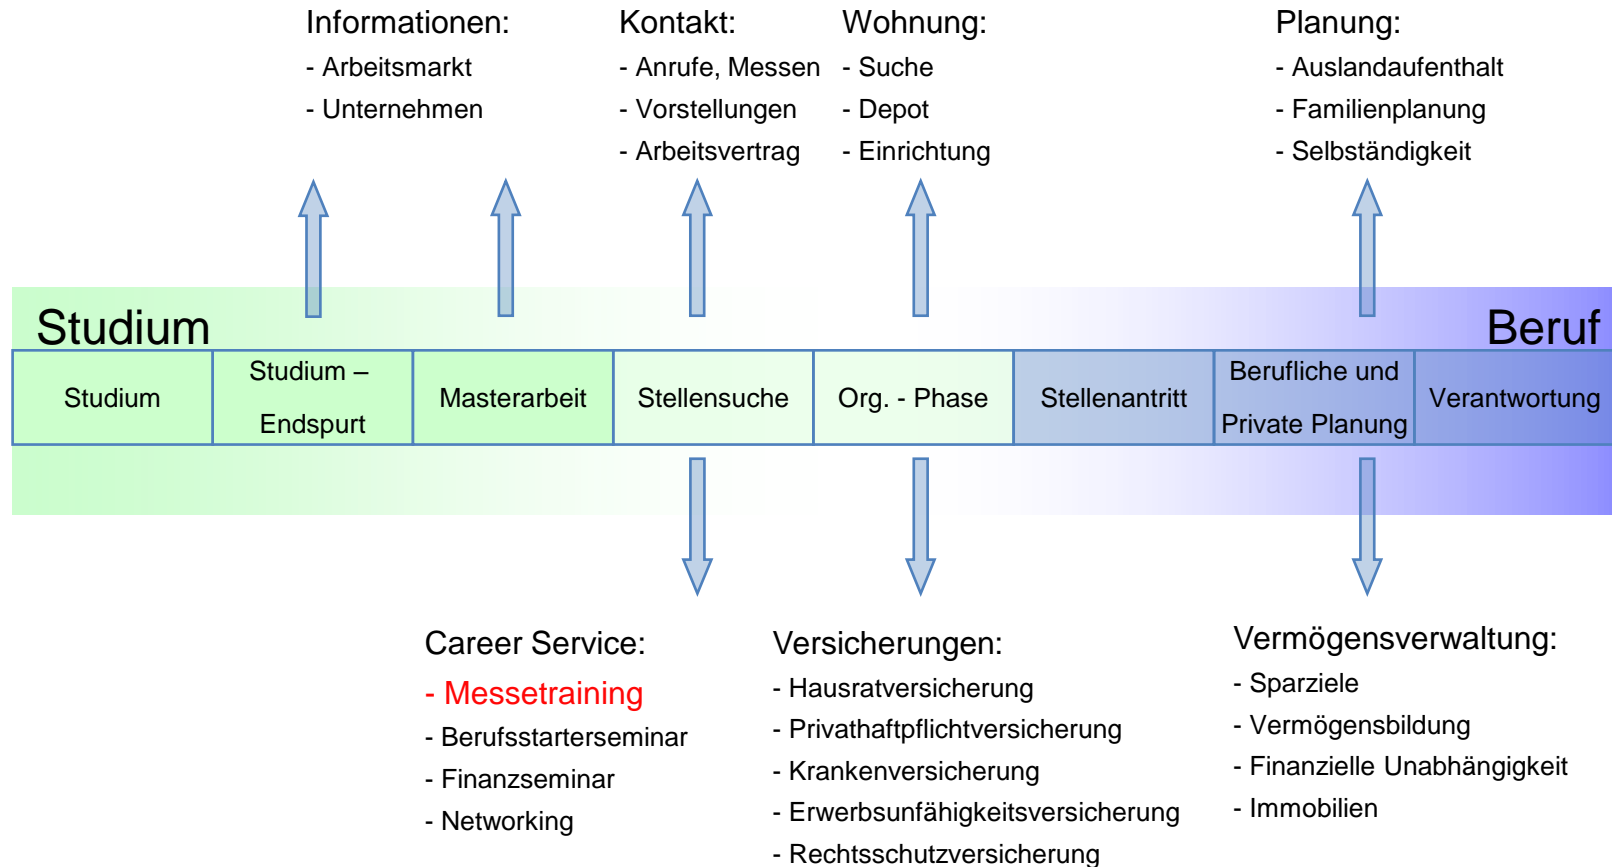 Informationen:
- Arbeitsmarkt
- Unternehmen
Kontakt:
- Anrufe, Messen
- Vorstellungen
- Arbeitsvertrag
Wohnung:
- Suche
- Depot
- Einrichtung
Planung:
- Auslandaufenthalt
- Familienplanung
- Selbständigkeit
Studium
Beruf
Studium
Studium –
Endspurt
Masterarbeit
Stellensuche
Org. - Phase
Stellenantritt
Berufliche und
Private Planung
Verantwortung
Career Service:
- Messetraining
- Berufsstarterseminar
- Finanzseminar
- Networking
Versicherungen:
- Hausratversicherung
- Privathaftpflichtversicherung
- Krankenversicherung
- Erwerbsunfähigkeitsversicherung
- Rechtsschutzversicherung
Vermögensverwaltung:
- Sparziele
- Vermögensbildung
- Finanzielle Unabhängigkeit
- Immobilien